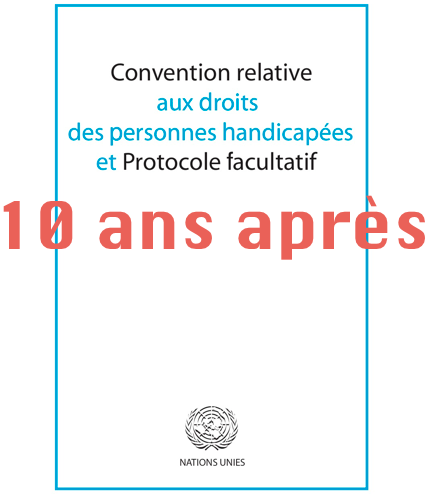 Convention relative
aux droits
des personnes handicapées
et Protocole facultatif
10 ans après
NATIONS UNIES